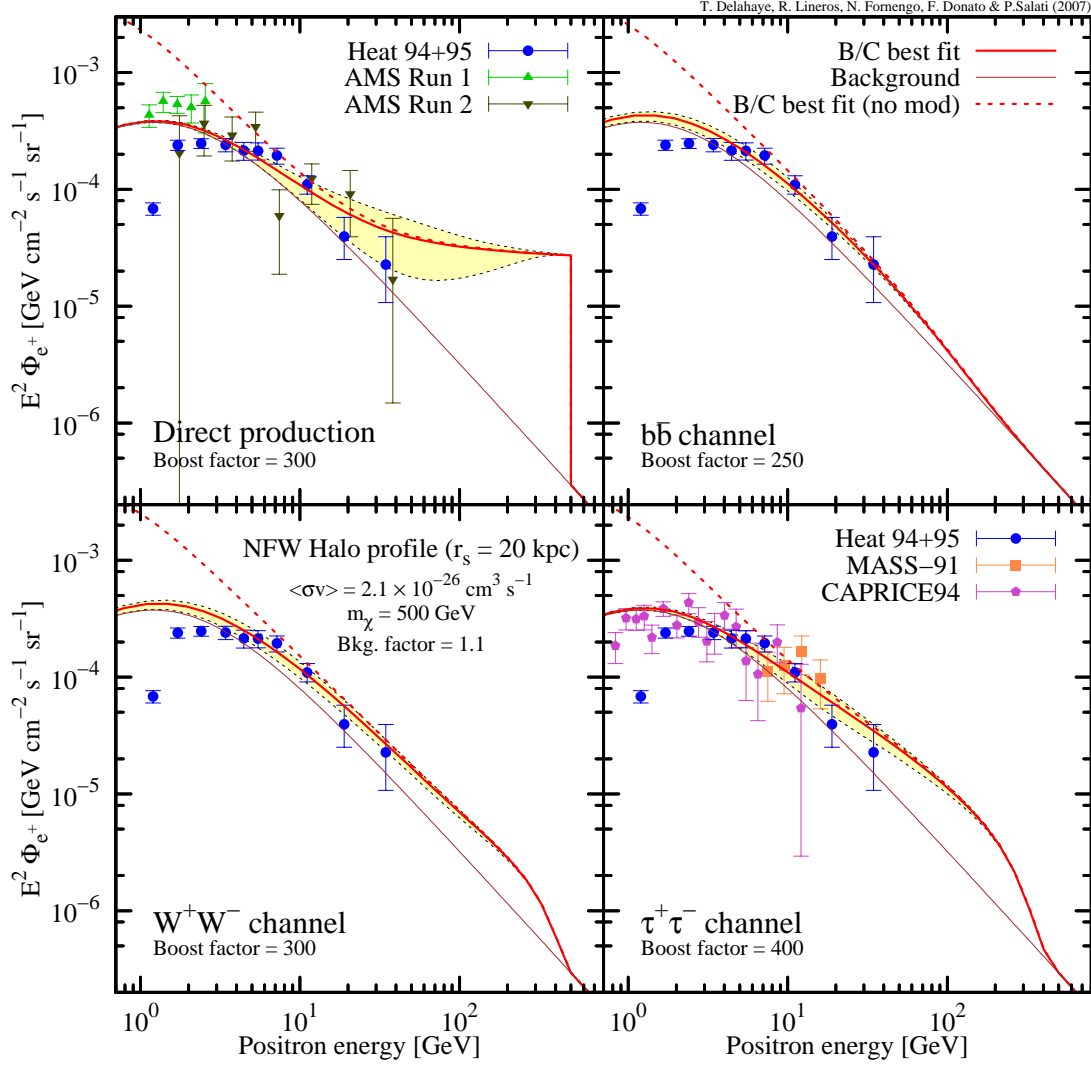 T. Delahaye, R. Lineros, N. Fornengo, F. Donato & P.Salati (2007)
Heat 94+95
AMS Run 1
AMS Run 2
B/C best fit
Background
B/C best fit (no mod)
10⁻³
10⁻⁴
10⁻⁵
10⁻⁶
E² Φₑ₊ [GeV cm⁻² s⁻¹ sr⁻¹]
Direct production
Boost factor = 300
bb̄ channel
Boost factor = 250
NFW Halo profile (rₛ = 20 kpc)
<σv> = 2.1 × 10⁻²⁶ cm³ s⁻¹
m_χ = 500 GeV
Bkg. factor = 1.1
Heat 94+95
MASS−91
CAPRICE94
10⁻³
10⁻⁴
10⁻⁵
10⁻⁶
E² Φₑ₊ [GeV cm⁻² s⁻¹ sr⁻¹]
W⁺W⁻ channel
Boost factor = 300
τ⁺τ⁻ channel
Boost factor = 400
10⁰ 10¹ 10² 10⁰ 10¹ 10²
Positron energy [GeV] Positron energy [GeV]